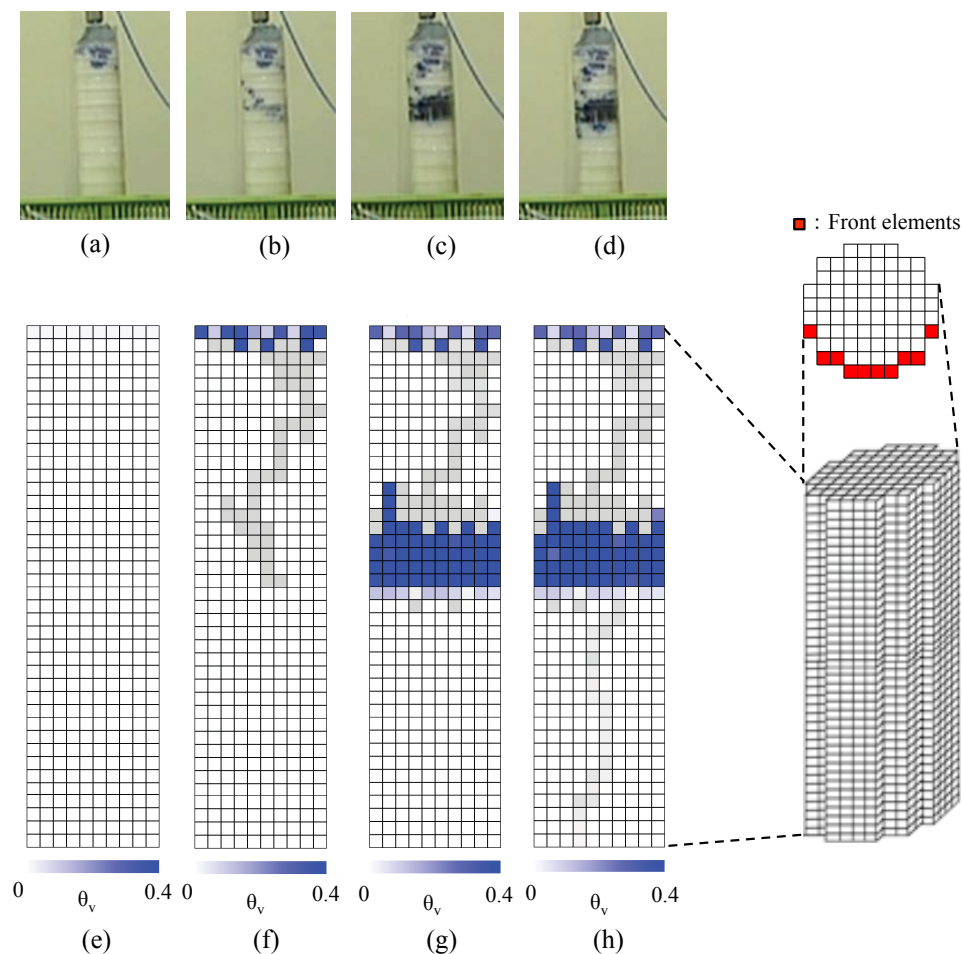 (a) (b) (c) (d)
: Front elements
0 0.4 0 0.4 0 0.4 0 0.4
θv θv θv θv
(e) (f) (g) (h)